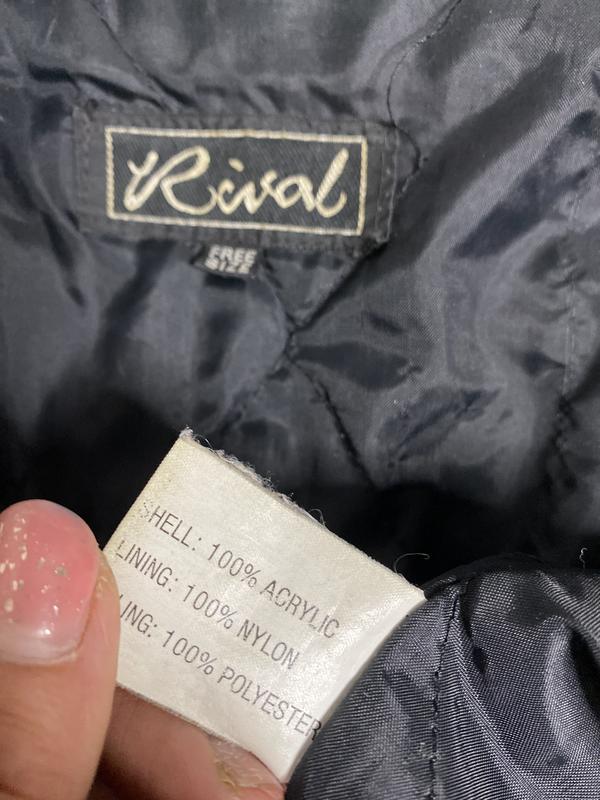 Rival
FREE
SIZE
SHELL: 100% ACRYLIC
LINING: 100% NYLON
LING: 100% POLYESTER